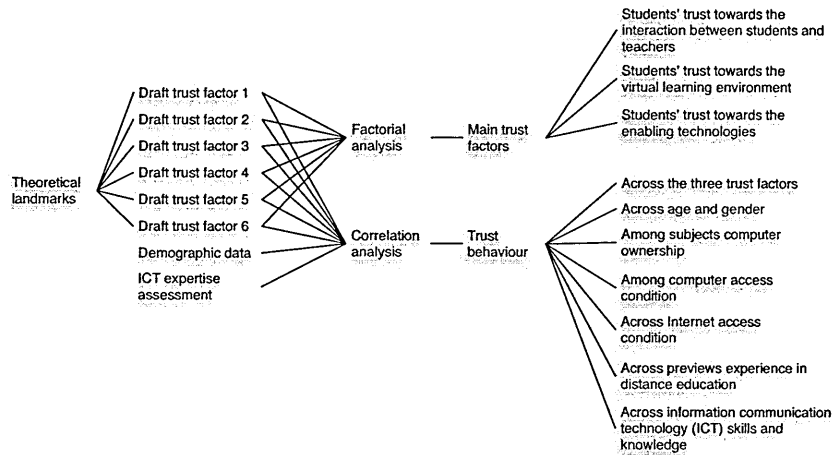 Theoretical
landmarks
Draft trust factor 1
Draft trust factor 2
Draft trust factor 3
Draft trust factor 4
Draft trust factor 5
Draft trust factor 6
Demographic data
ICT expertise
assessment
Factorial
analysis
Correlation
analysis
Main trust
factors
Trust
behaviour
Students' trust towards the
interaction between students and
teachers
Students' trust towards the
virtual learning environment
Students' trust towards the
enabling technologies
Across the three trust factors
Across age and gender
Among subjects computer
ownership
Among computer access
condition
Across Internet access
condition
Across previews experience in
distance education
Across information communication
technology (ICT) skills and
knowledge